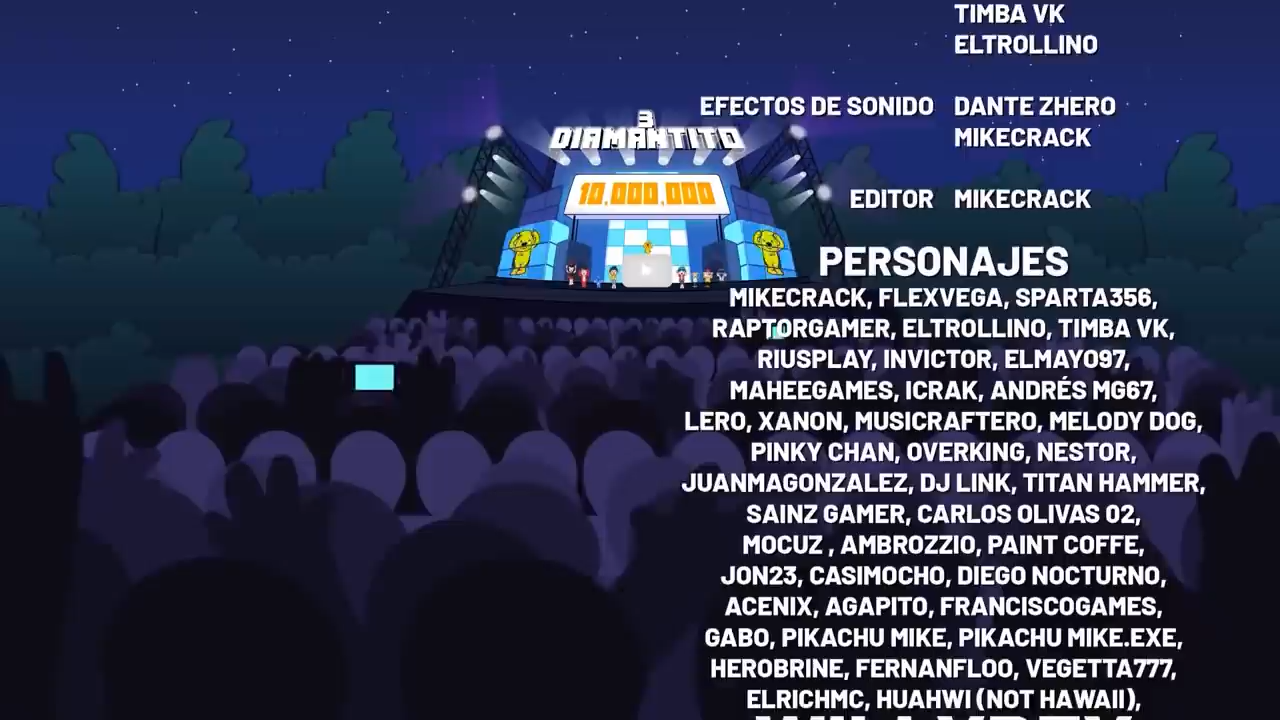 TIMBA VK
ELTROLLINO
EFECTOS DE SONIDO DANTE ZHERO
MIKECRACK
EDITOR MIKECRACK
3
DIAMANTITO
10.000.000
PERSONAJES
MIKECRACK, FLEXVEGA, SPARTA356,
RAPTORGAMER, ELTROLLINO, TIMBA VK,
RIUSPLAY, INVICTOR, ELMAYO97,
MAHEEGAMES, ICRAK, ANDRÉS MG67,
LERO, XANON, MUSICRAFTERO, MELODY DOG,
PINKY CHAN, OVERKING, NESTOR,
JUANMAGONZALEZ, DJ LINK, TITAN HAMMER,
SAINZ GAMER, CARLOS OLIVAS 02,
MOCUZ , AMBROZZIO, PAINT COFFE,
JON23, CASIMOCHO, DIEGO NOCTURNO,
ACENIX, AGAPITO, FRANCISCOGAMES,
GABO, PIKACHU MIKE, PIKACHU MIKE.EXE,
HEROBRINE, FERNANFLOO, VEGETTA777,
ELRICHMC, HUAHWI (NOT HAWAII),